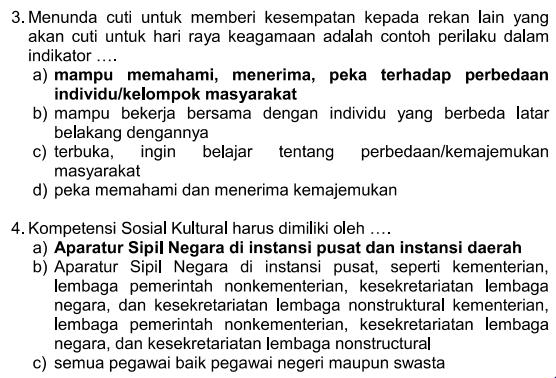 3. Menunda cuti untuk memberi kesempatan kepada rekan lain yang
akan cuti untuk hari raya keagamaan adalah contoh perilaku dalam
indikator ....
a) mampu memahami, menerima, peka terhadap perbedaan
individu/kelompok masyarakat
b) mampu bekerja bersama dengan individu yang berbeda latar
belakang dengannya
c) terbuka, ingin belajar tentang perbedaan/kemajemukan
masyarakat
d) peka memahami dan menerima kemajemukan
4. Kompetensi Sosial Kultural harus dimiliki oleh ....
a) Aparatur Sipil Negara di instansi pusat dan instansi daerah
b) Aparatur Sipil Negara di instansi pusat, seperti kementerian,
lembaga pemerintah nonkementerian, kesekretariatan lembaga
negara, dan kesekretariatan lembaga nonstruktural kementerian,
lembaga pemerintah nonkementerian, kesekretariatan lembaga
negara, dan kesekretariatan lembaga nonstructural
c) semua pegawai baik pegawai negeri maupun swasta